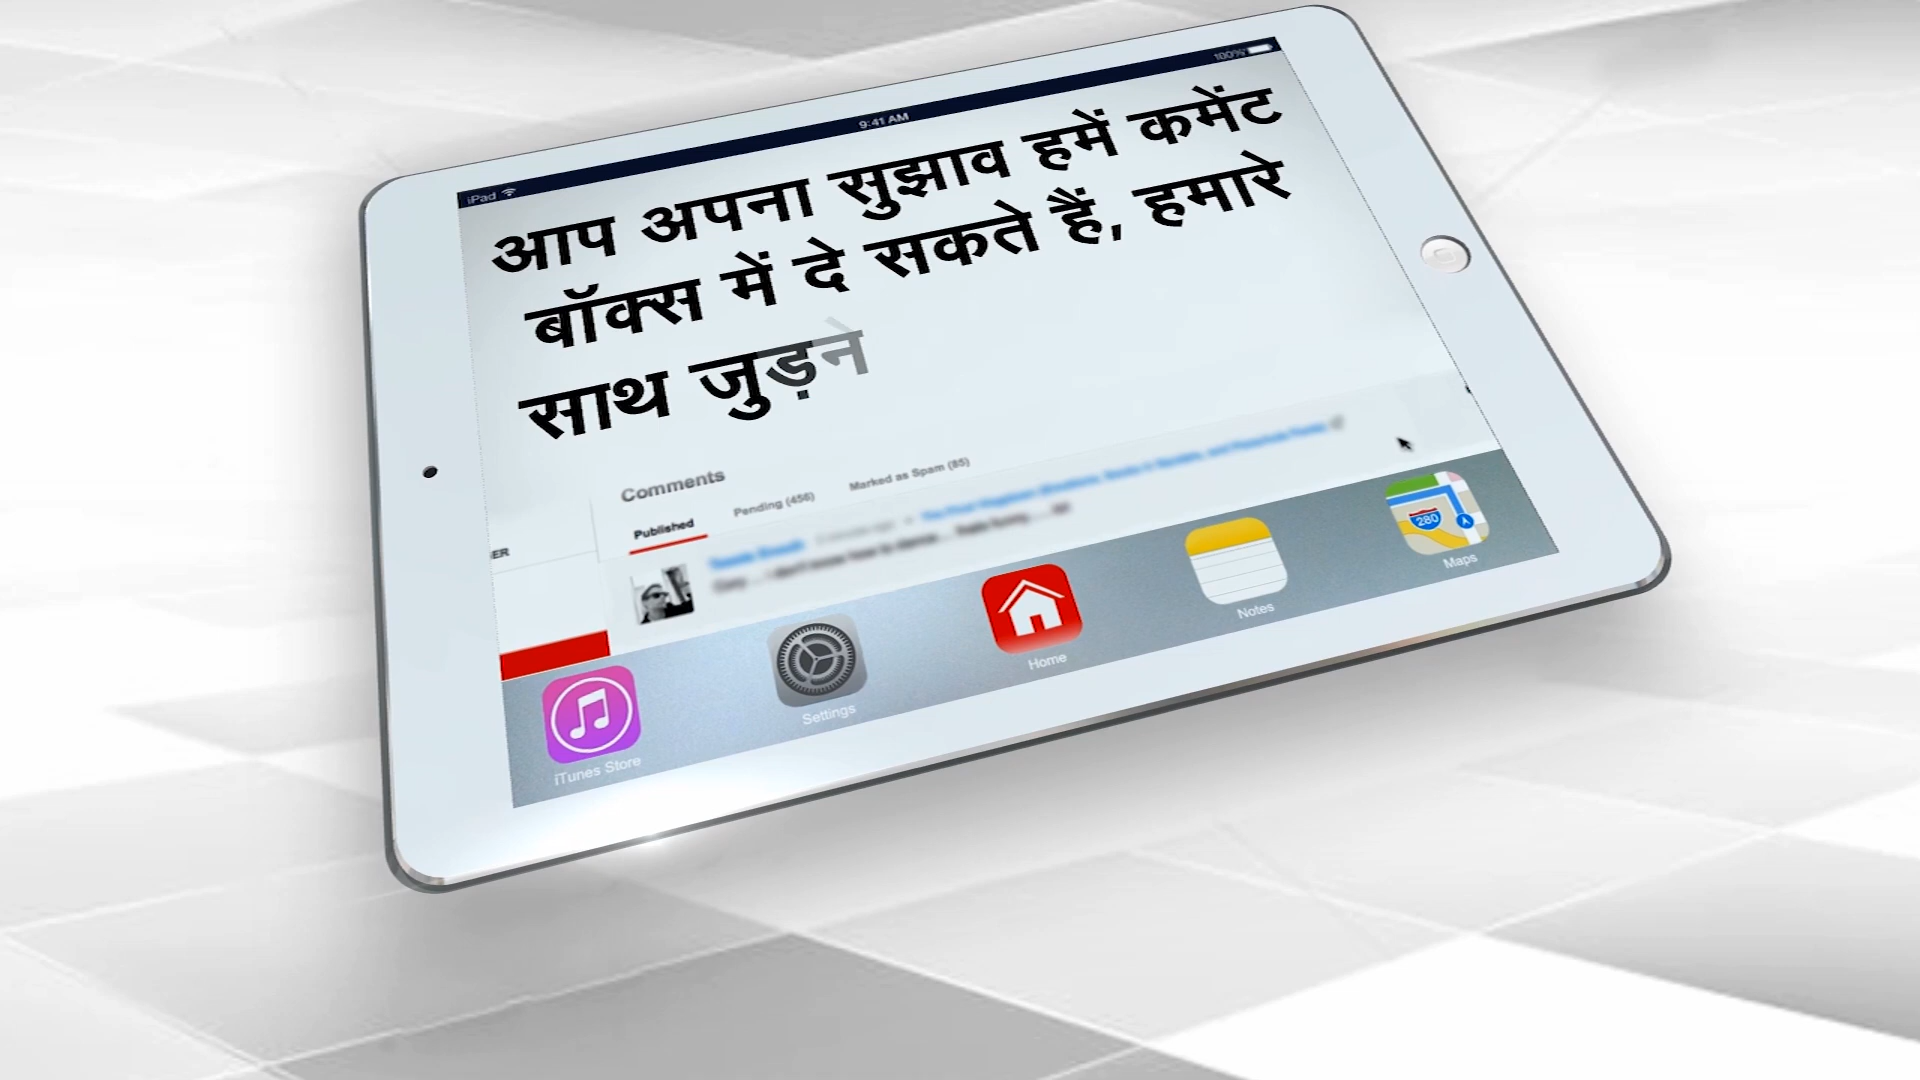 iPad 9:41 AM 100%
आप अपना सुझाव हमें कमेंट
बॉक्स में दे सकते हैं, हमारे
साथ जुड़ने
Comments
Published Pending (456) Marked as Spam (85)
ER
iTunes Store Settings Home Notes Maps
280